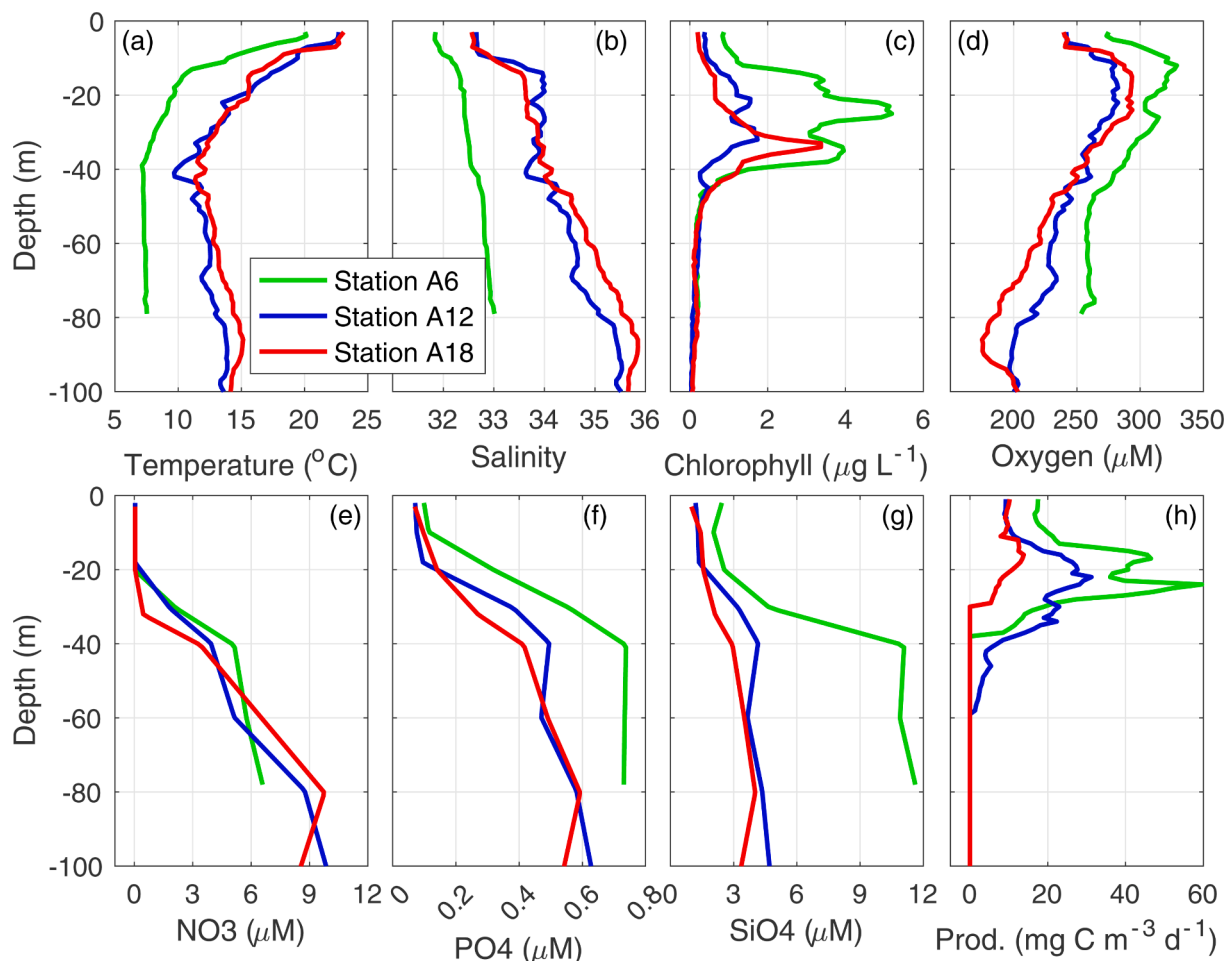 (a) (b) (c) (d)
0
-20
-40
-60
-80
-100
Depth (m)
Station A6
Station A12
Station A18
5 10 15 20 25
32 33 34 35 36
0 2 4 6
200 250 300 350
Temperature (°C) Salinity Chlorophyll (μg L⁻¹) Oxygen (μM)
(e) (f) (g) (h)
0
-20
-40
-60
-80
-100
Depth (m)
0 3 6 9 12
0 0.2 0.4 0.6 0.8
0 3 6 9 12
0 20 40 60
NO3 (μM) PO4 (μM) SiO4 (μM) Prod. (mg C m⁻³ d⁻¹)